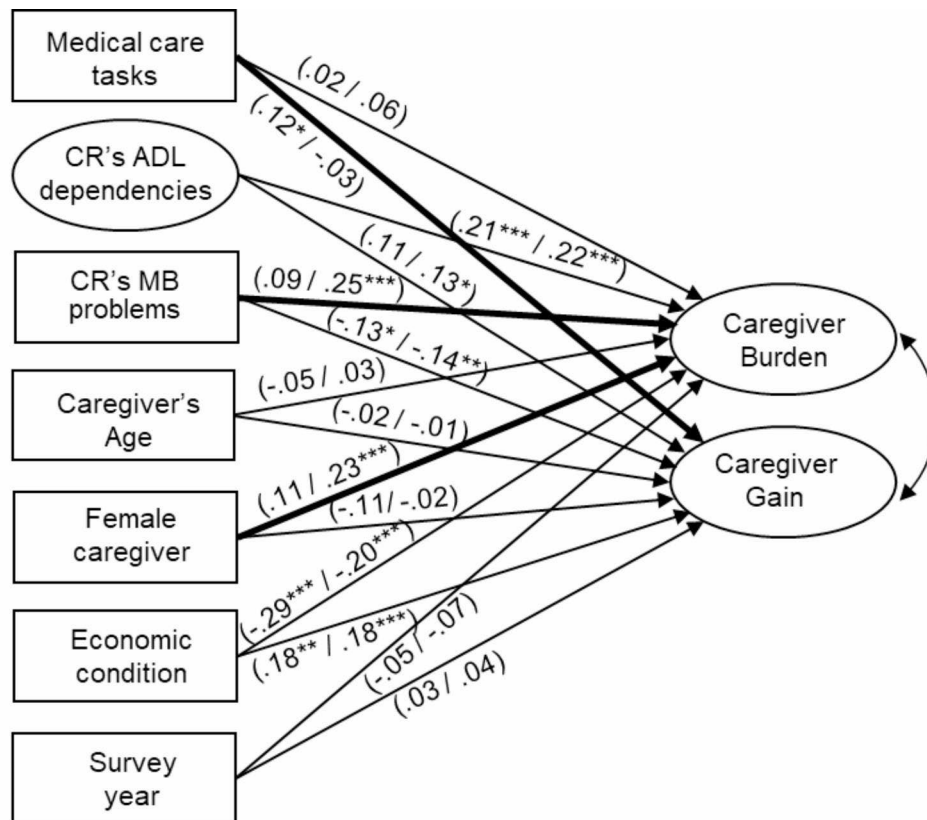 Medical care
tasks
(.02 / .06)
(.12* / -.03)
CR's ADL
dependencies
(.21*** / .22***)
(.11 / .13*)
CR's MB
problems
(.09 / .25***)
(-.13* / -.14**)
Caregiver's
Age
(-.05 / .03)
(-.02 / -.01)
Female
caregiver
(.11 / .23***)
(-.11/ -.02)
Economic
condition
(-.29*** / -.20***)
(.18** / .18***)
Survey
year
(-.05 / -.07)
(.03 / .04)
Caregiver
Burden
Caregiver
Gain